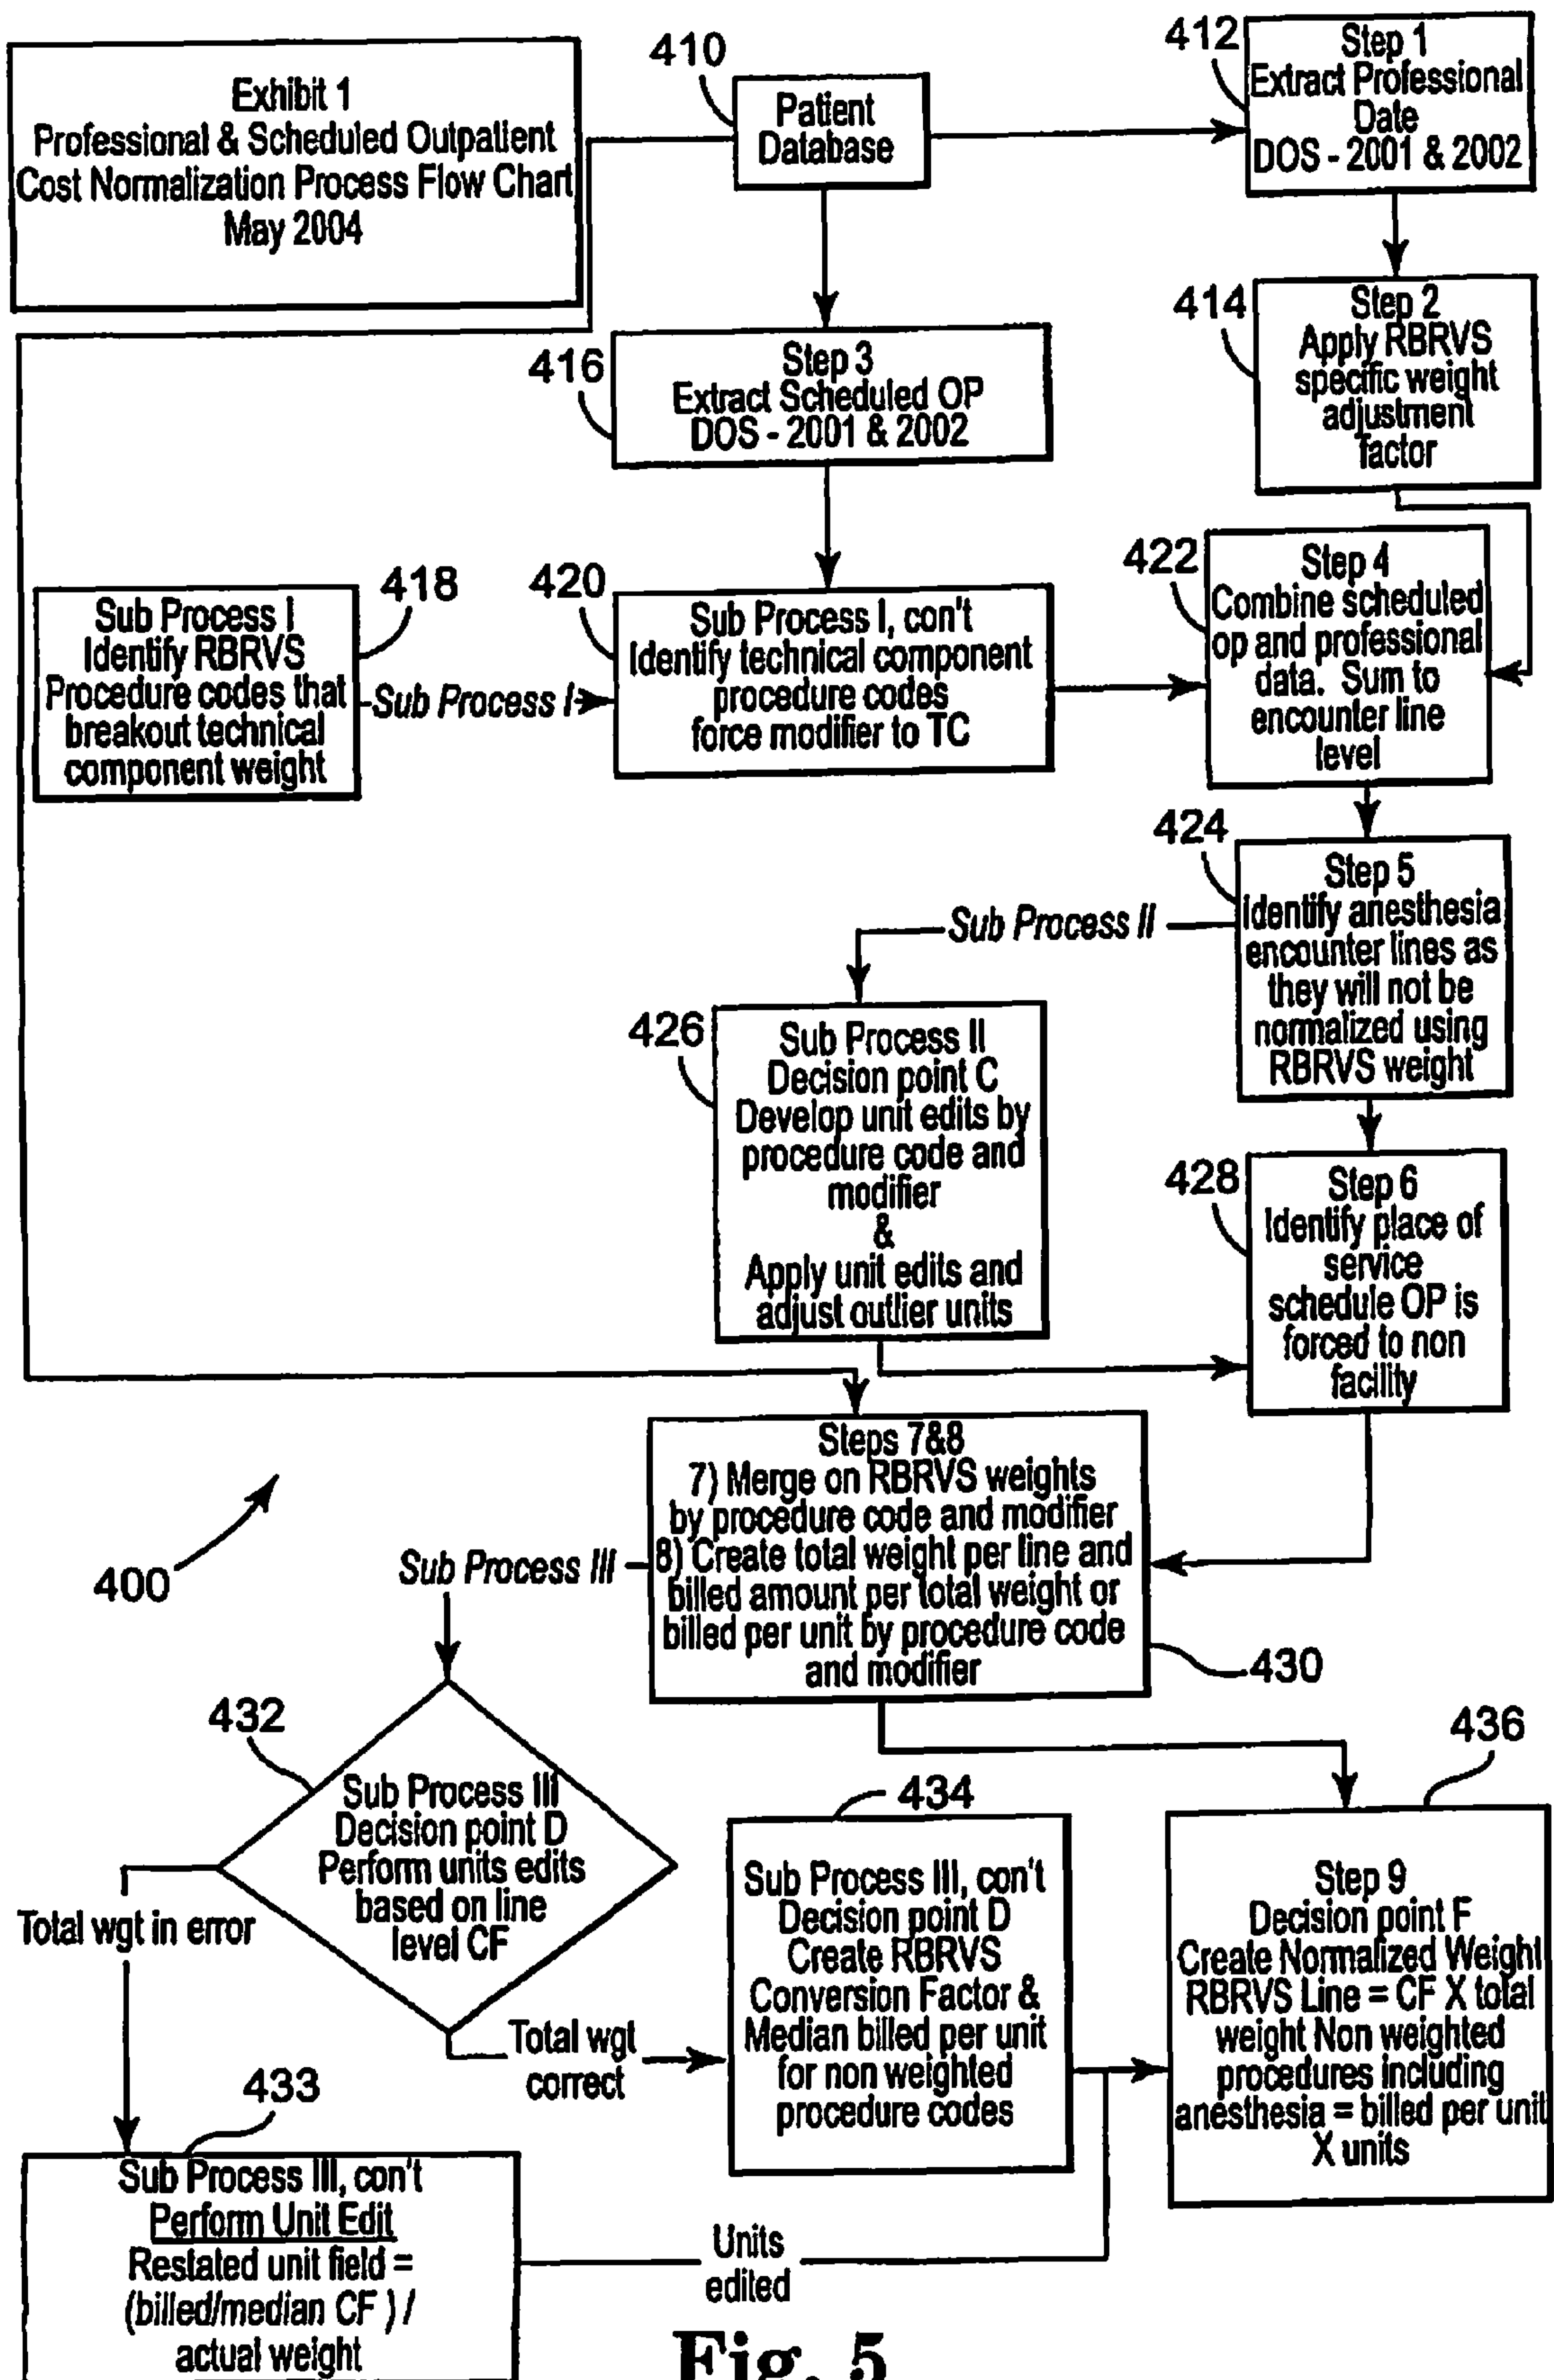 Exhibit 1
Professional & Scheduled Outpatient
Cost Normalization Process Flow Chart
May 2004
410
Patient
Database
412
Step 1
Extract Professional
Date
DOS - 2001 & 2002
414
Step 2
Apply RBRVS
specific weight
adjustment
factor
416
Step 3
Extract Scheduled OP
DOS - 2001 & 2002
418
Sub Process I
Identify RBRVS
Procedure codes that
breakout technical
component weight
Sub Process I
420
Sub Process I, con't
Identify technical component
procedure codes
force modifier to TC
422
Step 4
Combine scheduled
op and professional
data. Sum to
encounter line
level
424
Step 5
Identify anesthesia
encounter lines as
they will not be
normalized using
RBRVS weight
Sub Process II
426
Sub Process II
Decision point C
Develop unit edits by
procedure code and
modifier
&
Apply unit edits and
adjust outlier units
428
Step 6
Identify place of
service
schedule OP is
forced to non
facility
Steps 7&8
7) Merge on RBRVS weights
by procedure code and modifier
8) Create total weight per line and
billed amount per total weight or
billed per unit by procedure code
and modifier
430
400
Sub Process III
432
Sub Process III
Decision point D
Perform units edits
based on line
level CF
Total wgt in error
Total wgt
correct
434
Sub Process III, con't
Decision point D
Create RBRVS
Conversion Factor &
Median billed per unit
for non weighted
procedure codes
436
Step 9
Decision point F
Create Normalized Weight
RBRVS Line = CF X total
weight Non weighted
procedures including
anesthesia = billed per unit
X units
433
Sub Process III, con't
Perform Unit Edit
Restated unit field =
(billed/median CF ) /
actual weight
Units
edited
Fig. 5